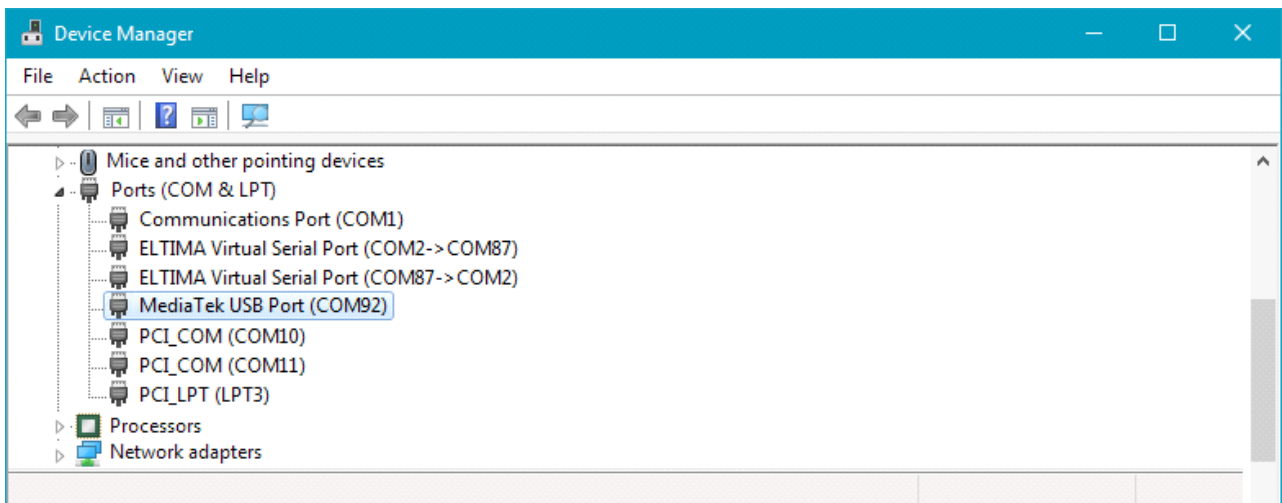 Device Manager
File Action View Help
Mice and other pointing devices
Ports (COM & LPT)
Communications Port (COM1)
ELTIMA Virtual Serial Port (COM2->COM87)
ELTIMA Virtual Serial Port (COM87->COM2)
MediaTek USB Port (COM92)
PCI_COM (COM10)
PCI_COM (COM11)
PCI_LPT (LPT3)
Processors
Network adapters